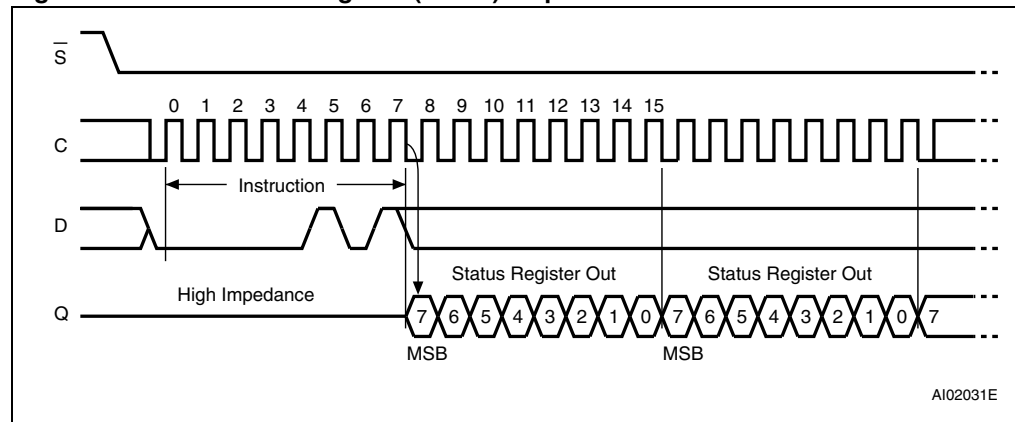 S
0 1 2 3 4 5 6 7 8 9 10 11 12 13 14 15
C
Instruction
D
Status Register Out Status Register Out
High Impedance
Q 7 6 5 4 3 2 1 0 7 6 5 4 3 2 1 0 7
MSB MSB
AI02031E